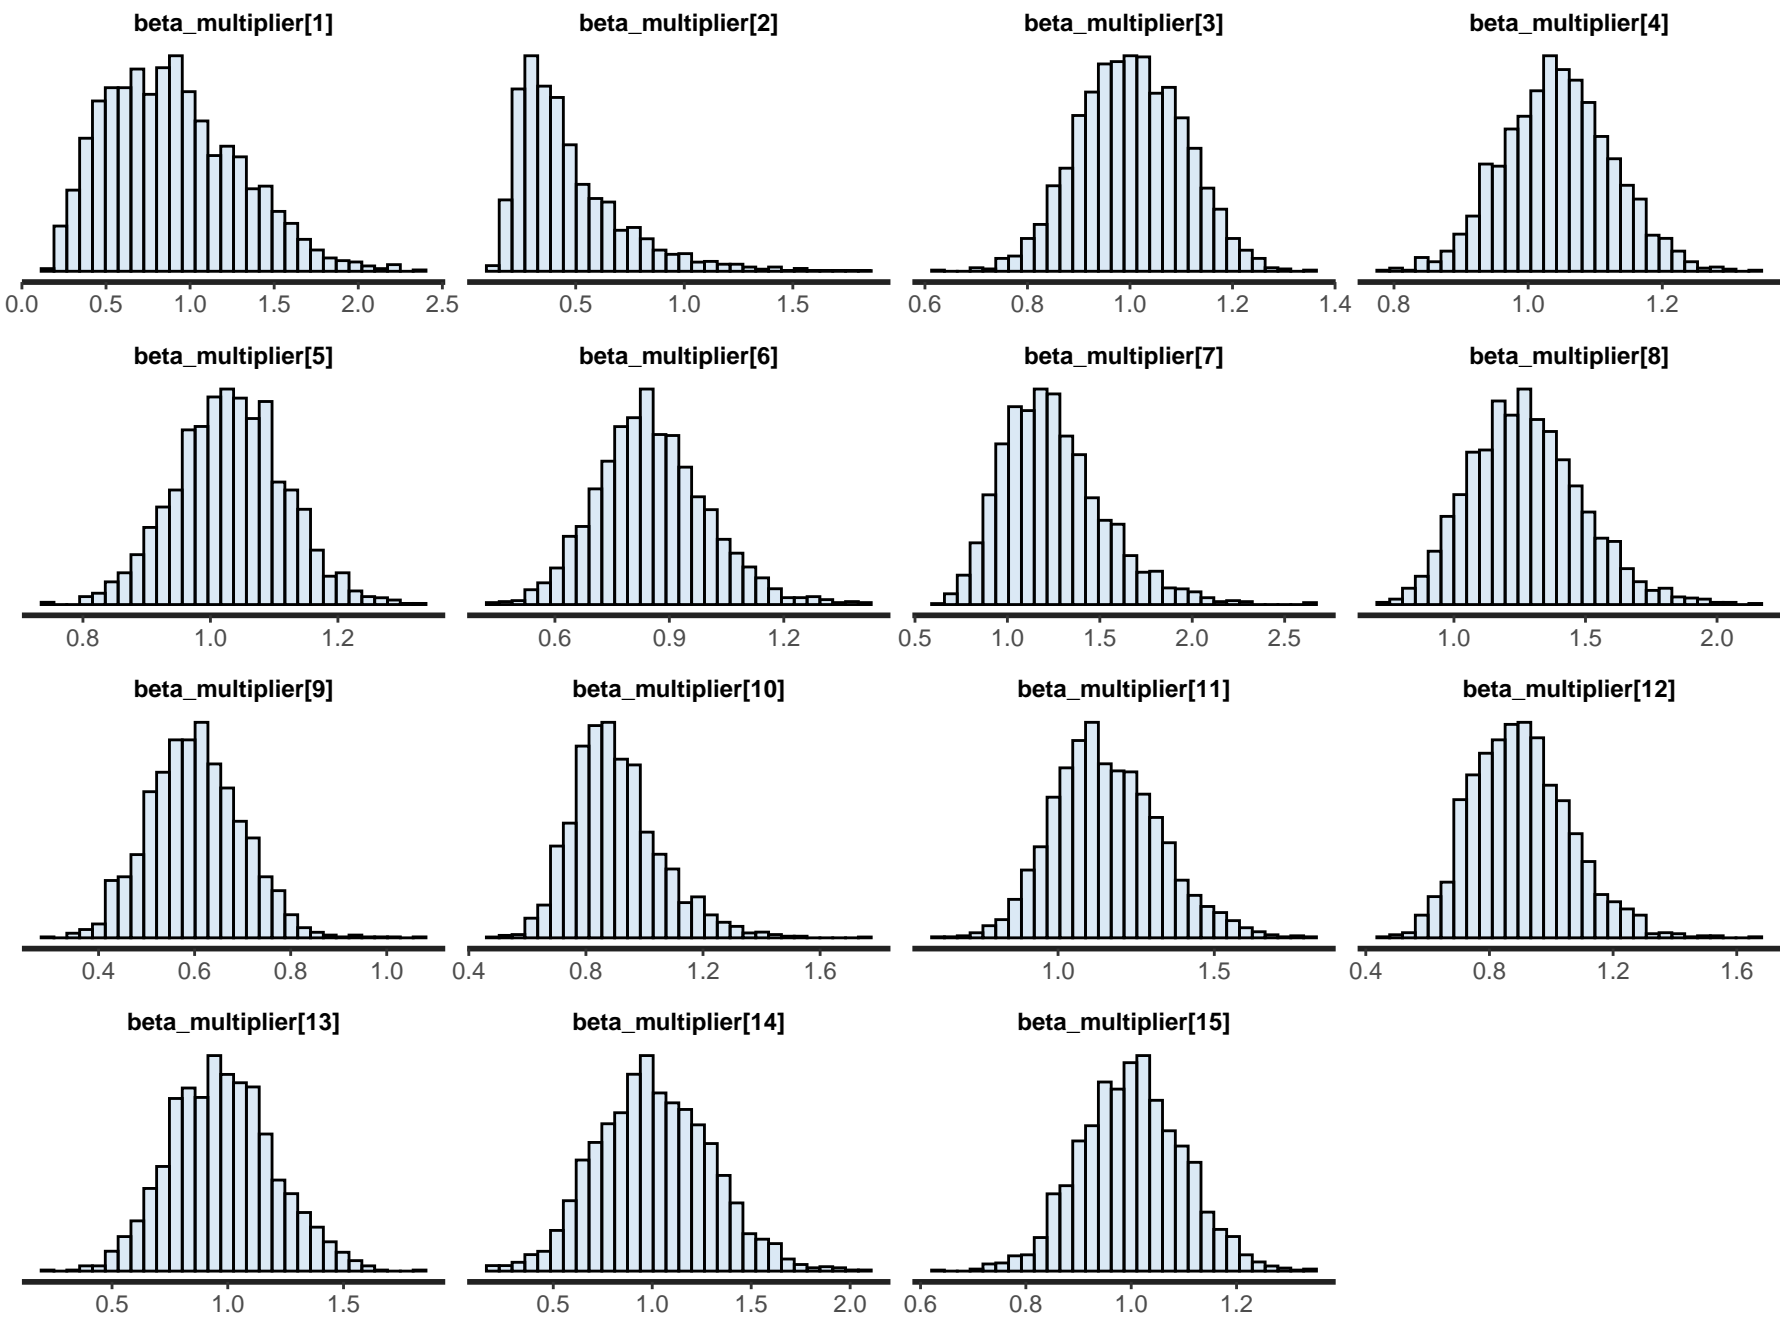 beta_multiplier[1] beta_multiplier[2] beta_multiplier[3] beta_multiplier[4]
0.0 0.5 1.0 1.5 2.0 2.5 0.5 1.0 1.5 0.6 0.8 1.0 1.2 1.4 0.8 1.0 1.2
beta_multiplier[5] beta_multiplier[6] beta_multiplier[7] beta_multiplier[8]
0.8 1.0 1.2 0.6 0.9 1.2 0.5 1.0 1.5 2.0 2.5 1.0 1.5 2.0
beta_multiplier[9] beta_multiplier[10] beta_multiplier[11] beta_multiplier[12]
0.4 0.6 0.8 1.0 0.4 0.8 1.2 1.6 1.0 1.5 0.4 0.8 1.2 1.6
beta_multiplier[13] beta_multiplier[14] beta_multiplier[15]
0.5 1.0 1.5 0.5 1.0 1.5 2.0 0.6 0.8 1.0 1.2